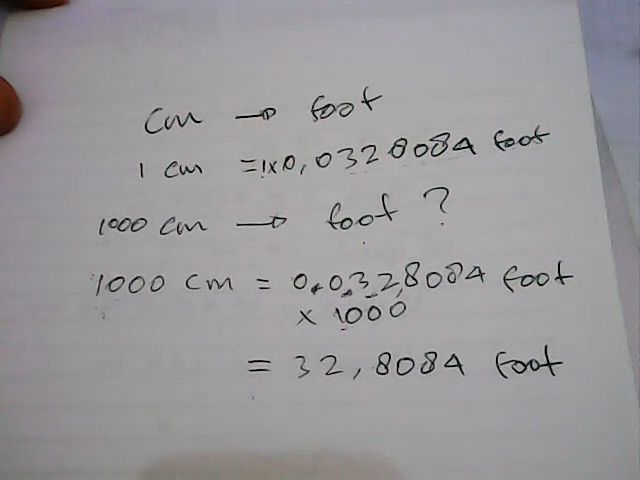 cm → foot
1 cm = 1x0,0328084 foot
1000 cm → foot ?
1000 cm = 0,0328084 foot
x 1000
= 32,8084 foot